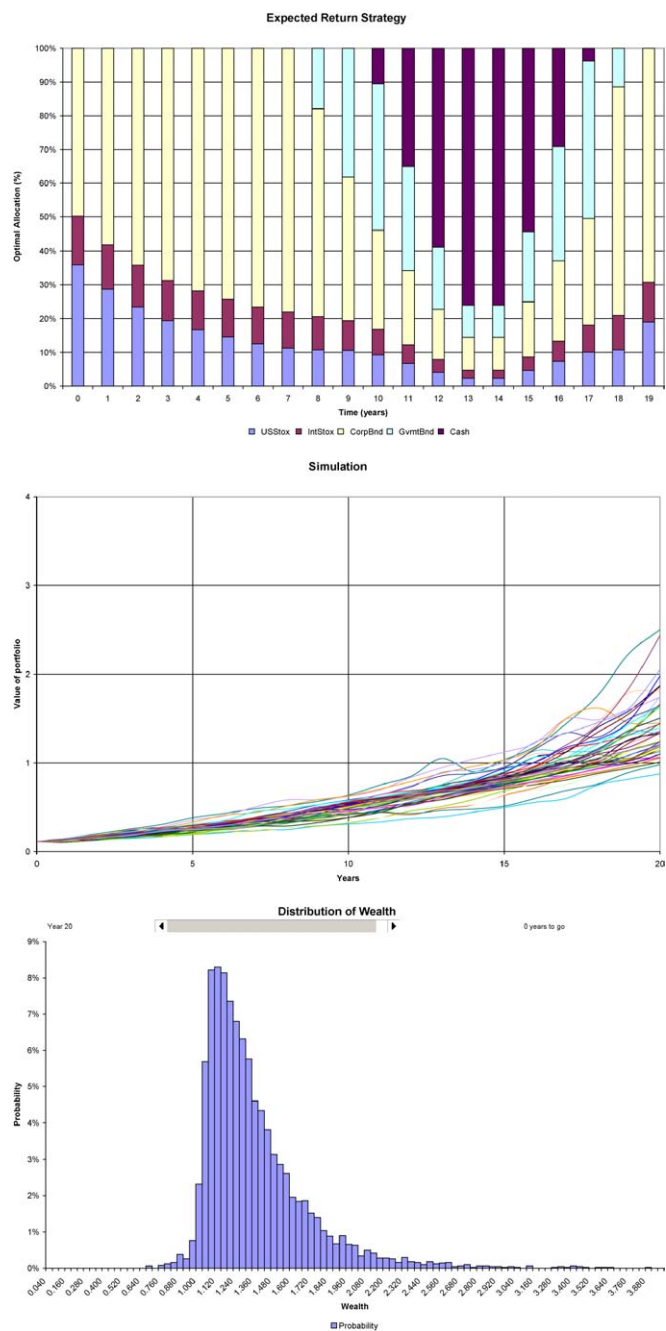 Expected Return Strategy
100%
90%
80%
70%
60%
50%
40%
30%
20%
10%
0%
Optimal Allocation (%)
0 1 2 3 4 5 6 7 8 9 10 11 12 13 14 15 16 17 18 19
Time (years)
USStox IntStox CorpBnd GvmtBnd Cash
Simulation
4
3
2
1
0
Value of portfolio
0 5 10 15 20
Years
Distribution of Wealth
Year 20 0 years to go
9%
8%
7%
6%
5%
4%
3%
2%
1%
0%
Probability
0.040 0.160 0.280 0.400 0.520 0.640 0.760 0.880 1.000 1.120 1.240 1.360 1.480 1.600 1.720 1.840 1.960 2.080 2.200 2.320 2.440 2.560 2.680 2.800 2.920 3.040 3.160 3.280 3.400 3.520 3.640 3.760 3.880
Wealth
Probability